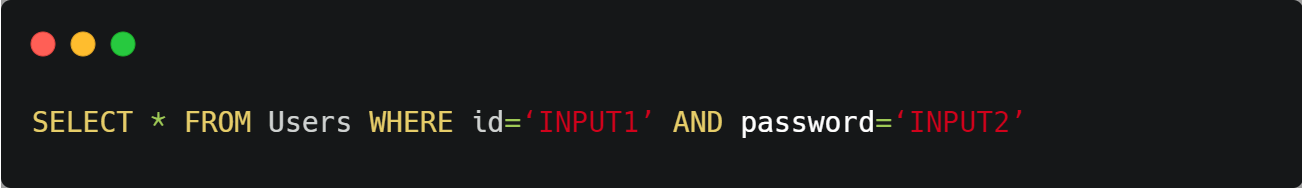 SELECT * FROM Users WHERE id=‘INPUT1’ AND password=‘INPUT2’